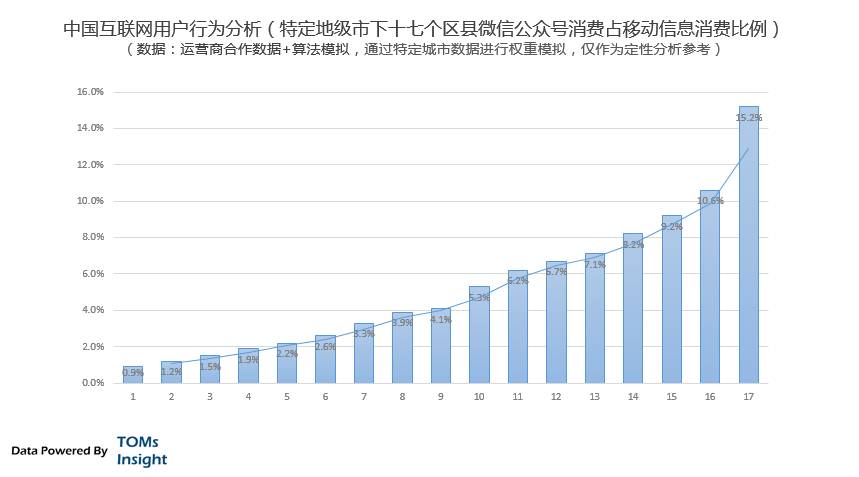 中国互联网用户行为分析（特定地级市下十七个区县微信公众号消费占移动信息消费比例）
（数据：运营商合作数据+算法模拟，通过特定城市数据进行权重模拟，仅作为定性分析参考）
16.0%
14.0%
12.0%
10.0%
8.0%
6.0%
4.0%
2.0%
0.0%
0.9% 1.2% 1.5% 1.9% 2.2% 2.6% 3.3% 3.9% 4.1% 5.3% 6.2% 6.7% 7.1% 8.2% 9.2% 10.6% 15.2%
1 2 3 4 5 6 7 8 9 10 11 12 13 14 15 16 17
Data Powered By
TOMs
Insight